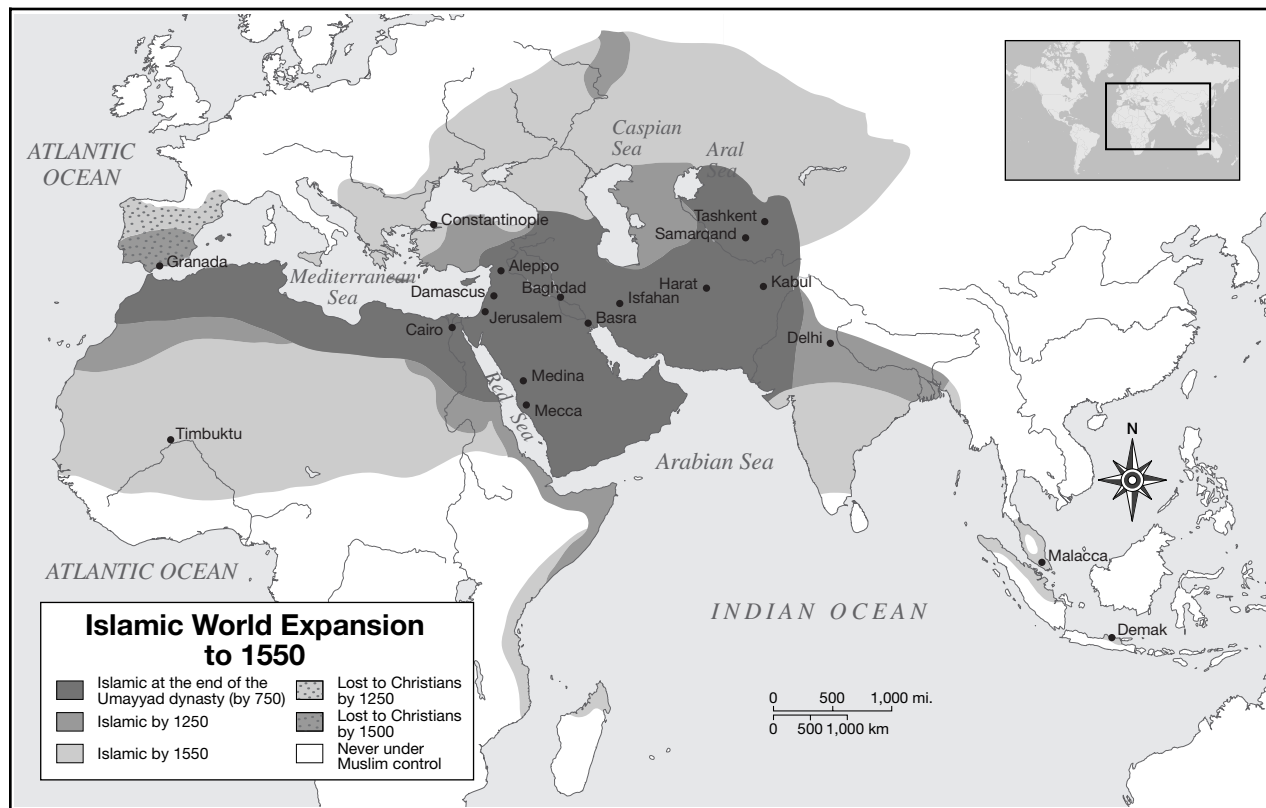 ATLANTIC
OCEAN
Caspian
Sea
Aral
Sea
Constantinople
Tashkent
Samarqand
Granada
Mediterranean
Sea
Aleppo
Damascus
Baghdad
Isfahan
Harat
Kabul
Jerusalem
Basra
Cairo
Delhi
Medina
Mecca
Red Sea
Timbuktu
Arabian Sea
N
Malacca
ATLANTIC OCEAN
INDIAN OCEAN
Demak
Islamic World Expansion
to 1550
Islamic at the end of the
Umayyad dynasty (by 750)
Islamic by 1250
Islamic by 1550
Lost to Christians
by 1250
Lost to Christians
by 1500
Never under
Muslim control
0 500 1,000 mi.
0 500 1,000 km